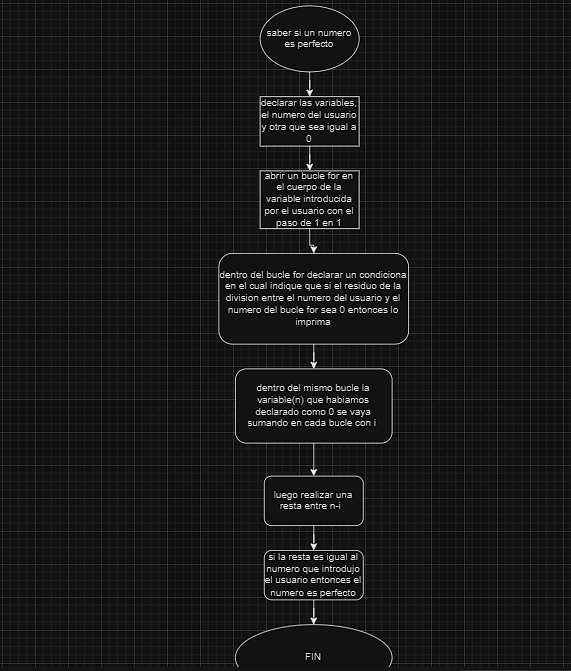 saber si un numero
es perfecto
declarar las variables,
el numero del usuario
y otra que sea igual a
0
abrir un bucle for en
el cuerpo de la
variable introducida
por el usuario con el
paso de 1 en 1
dentro del bucle for declarar un condiciona
en el cual indique que si el residuo de la
division entre el numero del usuario y el
numero del bucle for sea 0 entonces lo
imprima
dentro del mismo bucle la
variable(n) que habiamos
declarado como 0 se vaya
sumando en cada bucle con i
luego realizar una
resta entre n-i
si la resta es igual al
numero que introdujo
el usuario entonces el
numero es perfecto
FIN